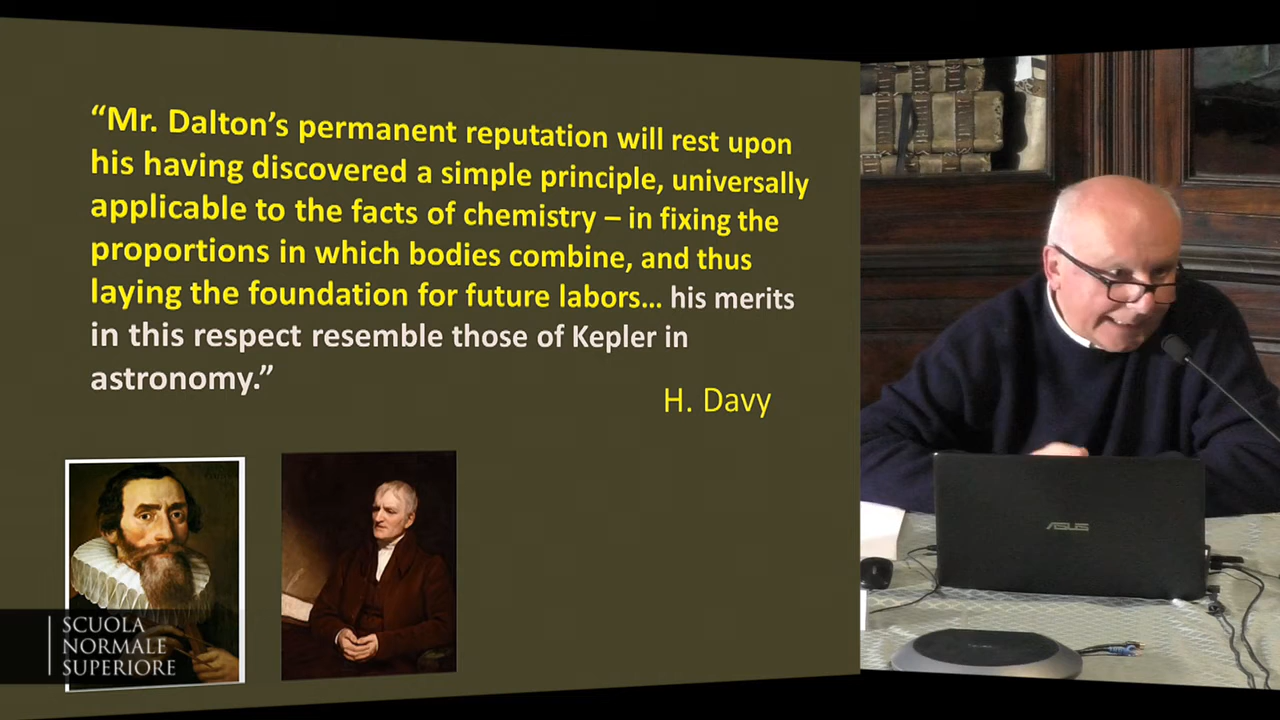 “Mr. Dalton’s permanent reputation will rest upon
his having discovered a simple principle, universally
applicable to the facts of chemistry – in fixing the
proportions in which bodies combine, and thus
laying the foundation for future labors… his merits
in this respect resemble those of Kepler in
astronomy.”
H. Davy
SCUOLA
NORMALE
SUPERIORE
ASUS